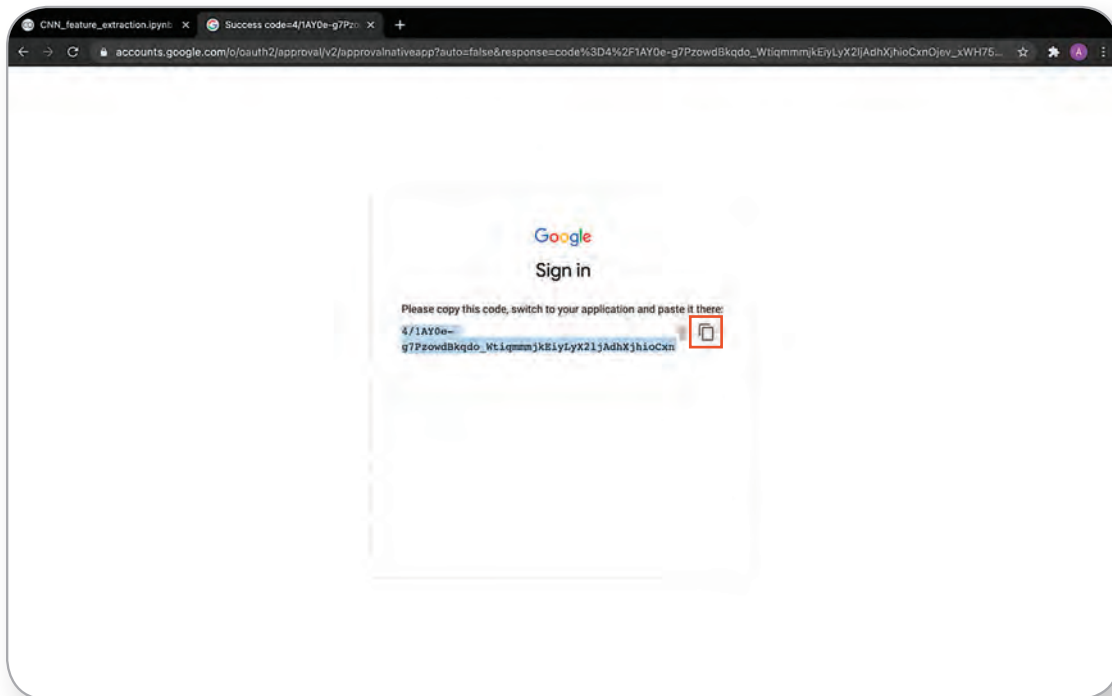 CNN_feature_extraction.ipynb
Success code=4/1AY0e-g7Pzo
accounts.google.com/o/oauth2/approval/v2/approvalnativeapp?auto=false&response=code%3D4%2F1AY0e-g7PzowdBkqdo_WtiqmmmjkEiyLyX2ljAdhXjhioCxnOjev_xWH75...
A
Google
Sign in
Please copy this code, switch to your application and paste it there:
4/1AY0e-
g7PzowdBkqdo_WtiqmmmjkEiyLyX2ljAdhXjhioCxn